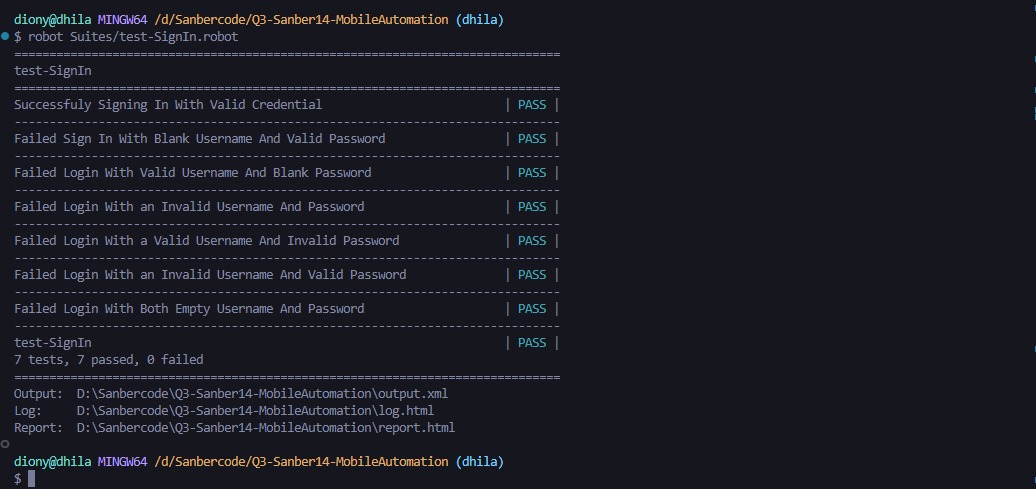 diony@dhila MINGW64 /d/Sanbercode/Q3-Sanber14-MobileAutomation (dhila)
$ robot Suites/test-SignIn.robot
==============================================================================
test-SignIn
==============================================================================
Successfuly Signing In With Valid Credential                          | PASS |
------------------------------------------------------------------------------
Failed Sign In With Blank Username And Valid Password                 | PASS |
------------------------------------------------------------------------------
Failed Login With Valid Username And Blank Password                   | PASS |
------------------------------------------------------------------------------
Failed Login With an Invalid Username And Password                    | PASS |
------------------------------------------------------------------------------
Failed Login With a Valid Username And Invalid Password               | PASS |
------------------------------------------------------------------------------
Failed Login With an Invalid Username And Valid Password              | PASS |
------------------------------------------------------------------------------
Failed Login With Both Empty Username And Password                    | PASS |
------------------------------------------------------------------------------
test-SignIn                                                           | PASS |
7 tests, 7 passed, 0 failed
==============================================================================
Output:  D:\Sanbercode\Q3-Sanber14-MobileAutomation\output.xml
Log:     D:\Sanbercode\Q3-Sanber14-MobileAutomation\log.html
Report:  D:\Sanbercode\Q3-Sanber14-MobileAutomation\report.html
diony@dhila MINGW64 /d/Sanbercode/Q3-Sanber14-MobileAutomation (dhila)
$